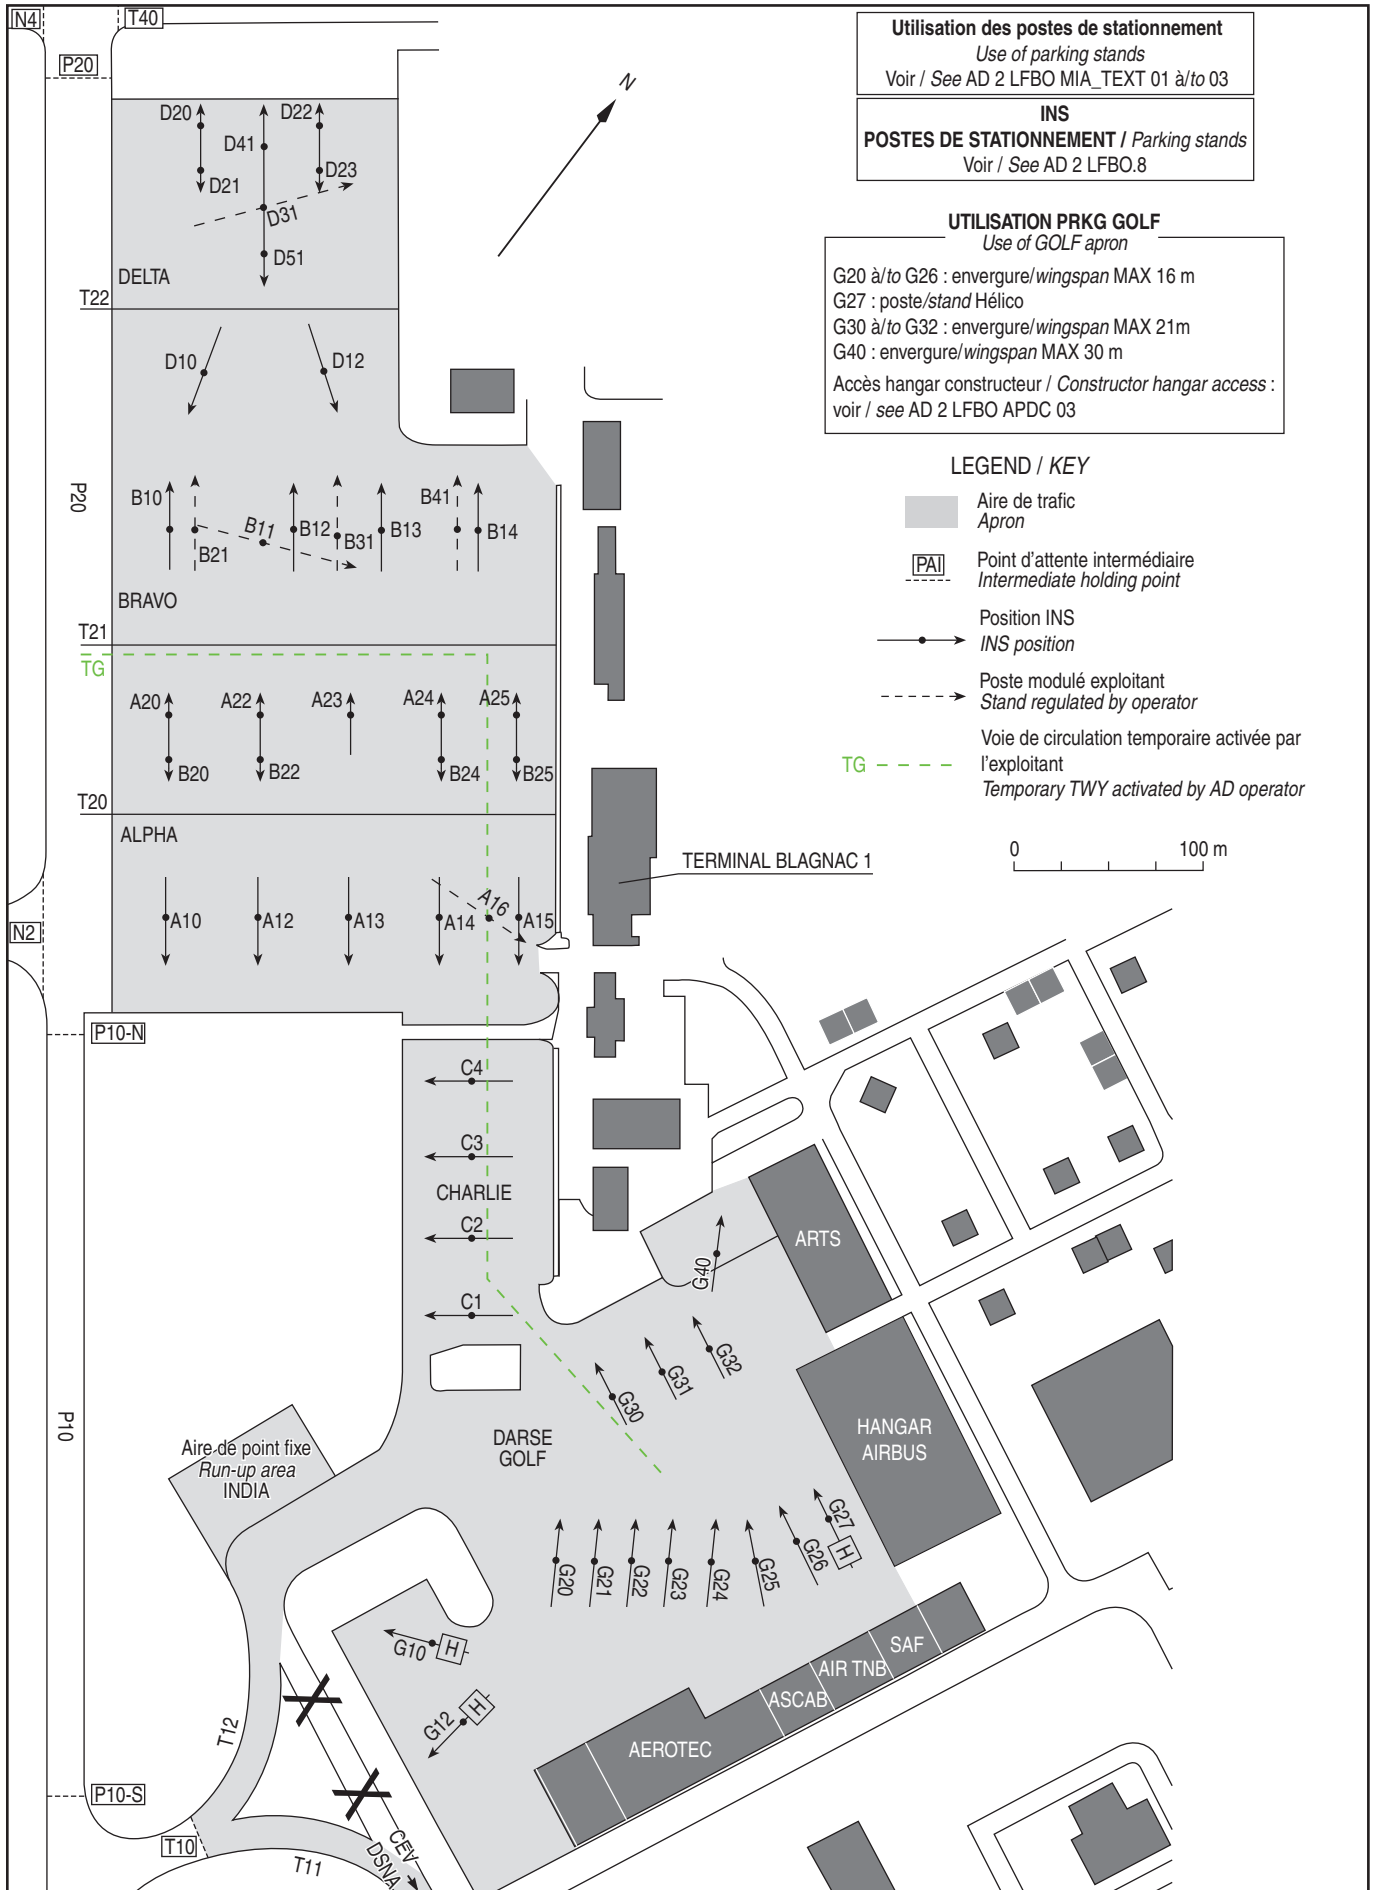 N4
T40
P20
Utilisation des postes de stationnement
Use of parking stands
Voir / See AD 2 LFBO MIA_TEXT 01 à/to 03
INS
POSTES DE STATIONNEMENT / Parking stands
Voir / See AD 2 LFBO.8
UTILISATION PRKG GOLF
Use of GOLF apron
G20 à/to G26 : envergure/wingspan MAX 16 m
G27 : poste/stand Hélico
G30 à/to G32 : envergure/wingspan MAX 21m
G40 : envergure/wingspan MAX 30 m
Accès hangar constructeur / Constructor hangar access :
voir / see AD 2 LFBO APDC 03
LEGEND / KEY
Aire de trafic
Apron
PAI
Point d'attente intermédiaire
Intermediate holding point
Position INS
INS position
Poste modulé exploitant
Stand regulated by operator
TG
Voie de circulation temporaire activée par
l'exploitant
Temporary TWY activated by AD operator
0
100 m
N
D20
D22
D41
D21
D23
D31
D51
DELTA
T22
D10
D12
P20
B10
B11
B12
B13
B41
B14
B21
B31
BRAVO
T21
TG
A20
A22
A23
A24
A25
B20
B22
B24
B25
T20
ALPHA
TERMINAL BLAGNAC 1
A10
A12
A13
A14
A16
A15
N2
P10-N
C4
C3
CHARLIE
C2
C1
ARTS
G40
G32
G31
G30
P10
DARSE
GOLF
HANGAR
AIRBUS
Aire de point fixe
Run-up area
INDIA
G27
H
G26
G20
G21
G22
G23
G24
G25
G10
H
G12
H
SAF
AIR TNB
ASCAB
AEROTEC
T12
P10-S
T10
T11
CEV
DSNA